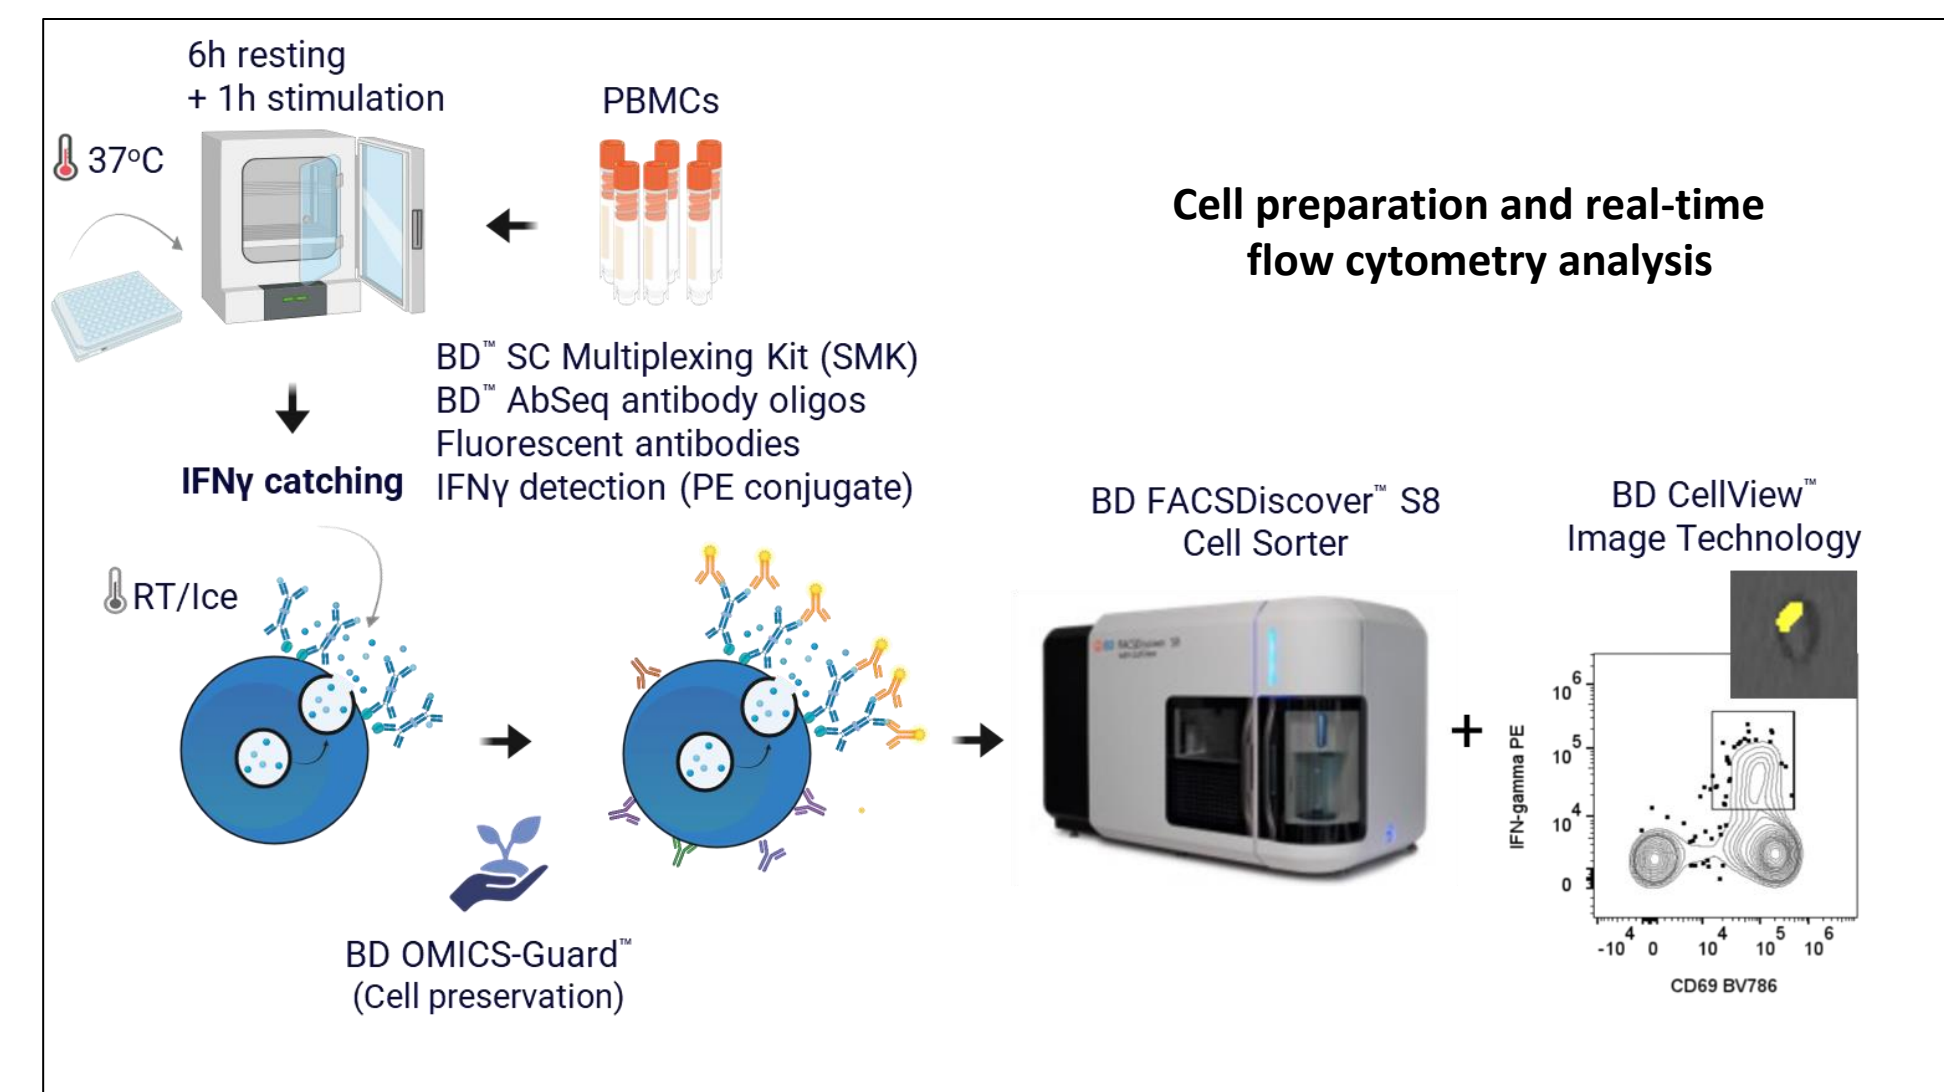 6h resting
+ 1h stimulation
PBMCs
37°C
Cell preparation and real-time
flow cytometry analysis
BD™ SC Multiplexing Kit (SMK)
BD™ AbSeq antibody oligos
Fluorescent antibodies
IFNγ detection (PE conjugate)
IFNγ catching
RT/Ice
BD OMICS-Guard™
(Cell preservation)
BD FACSDiscover™ S8
Cell Sorter
BD FACSDiscover S8
+
BD CellView™
Image Technology
IFN-gamma PE
10^6
10^5
10^4
0
-10^4 0 10^4 10^5 10^6
CD69 BV786